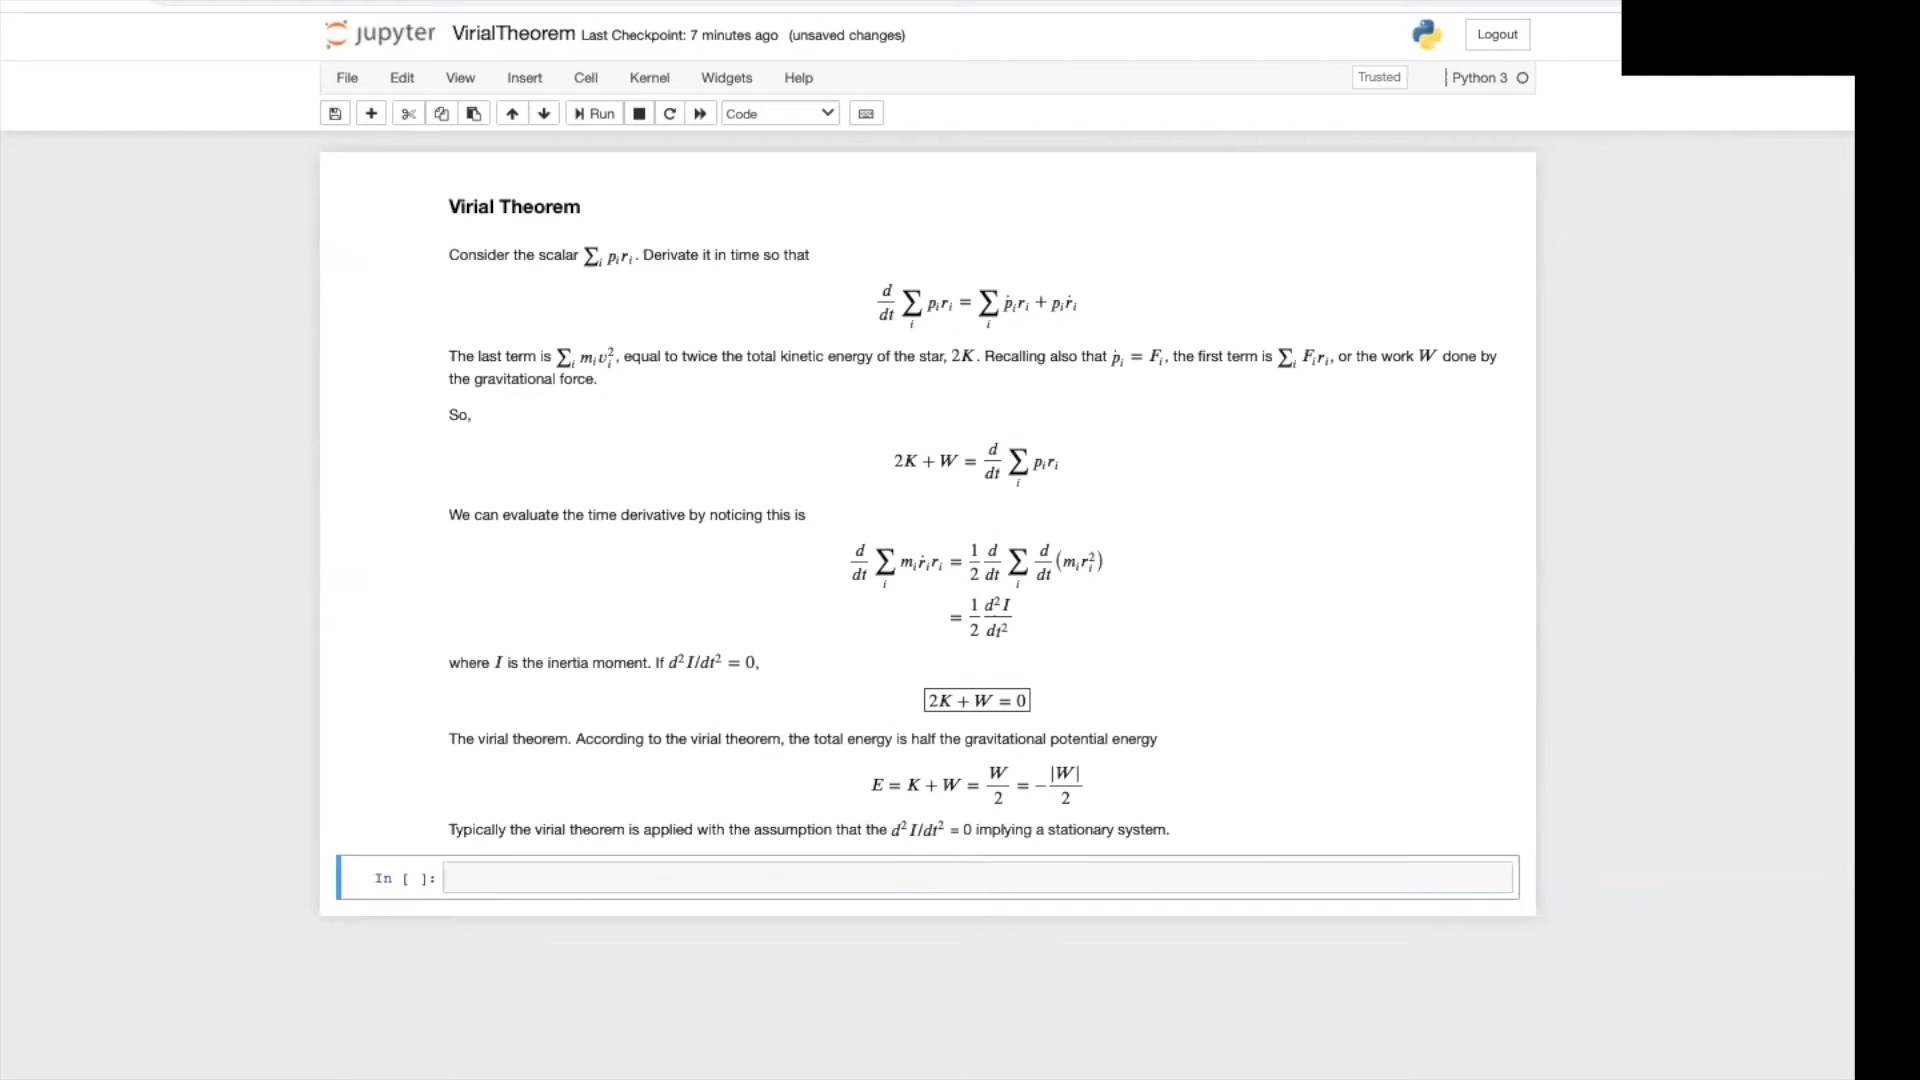 jupyter VirialTheorem Last Checkpoint: 7 minutes ago (unsaved changes) Logout
File Edit View Insert Cell Kernel Widgets Help Trusted Python 3
Run Code
Virial Theorem
Consider the scalar ∑ᵢ pᵢrᵢ. Derivate it in time so that
d/dt ∑ᵢ pᵢrᵢ = ∑ᵢ ṗᵢrᵢ + pᵢṙᵢ
The last term is ∑ᵢ mᵢvᵢ², equal to twice the total kinetic energy of the star, 2K. Recalling also that ṗᵢ = Fᵢ, the first term is ∑ᵢ Fᵢrᵢ, or the work W done by
the gravitational force.
So,
2K + W = d/dt ∑ᵢ pᵢrᵢ
We can evaluate the time derivative by noticing this is
d/dt ∑ᵢ mᵢṙᵢrᵢ = 1/2 d/dt ∑ᵢ d/dt (mᵢrᵢ²)
= 1/2 d²I/dt²
where I is the inertia moment. If d²I/dt² = 0,
2K + W = 0
The virial theorem. According to the virial theorem, the total energy is half the gravitational potential energy
E = K + W = W/2 = −|W|/2
Typically the virial theorem is applied with the assumption that the d²I/dt² = 0 implying a stationary system.
In [ ]: